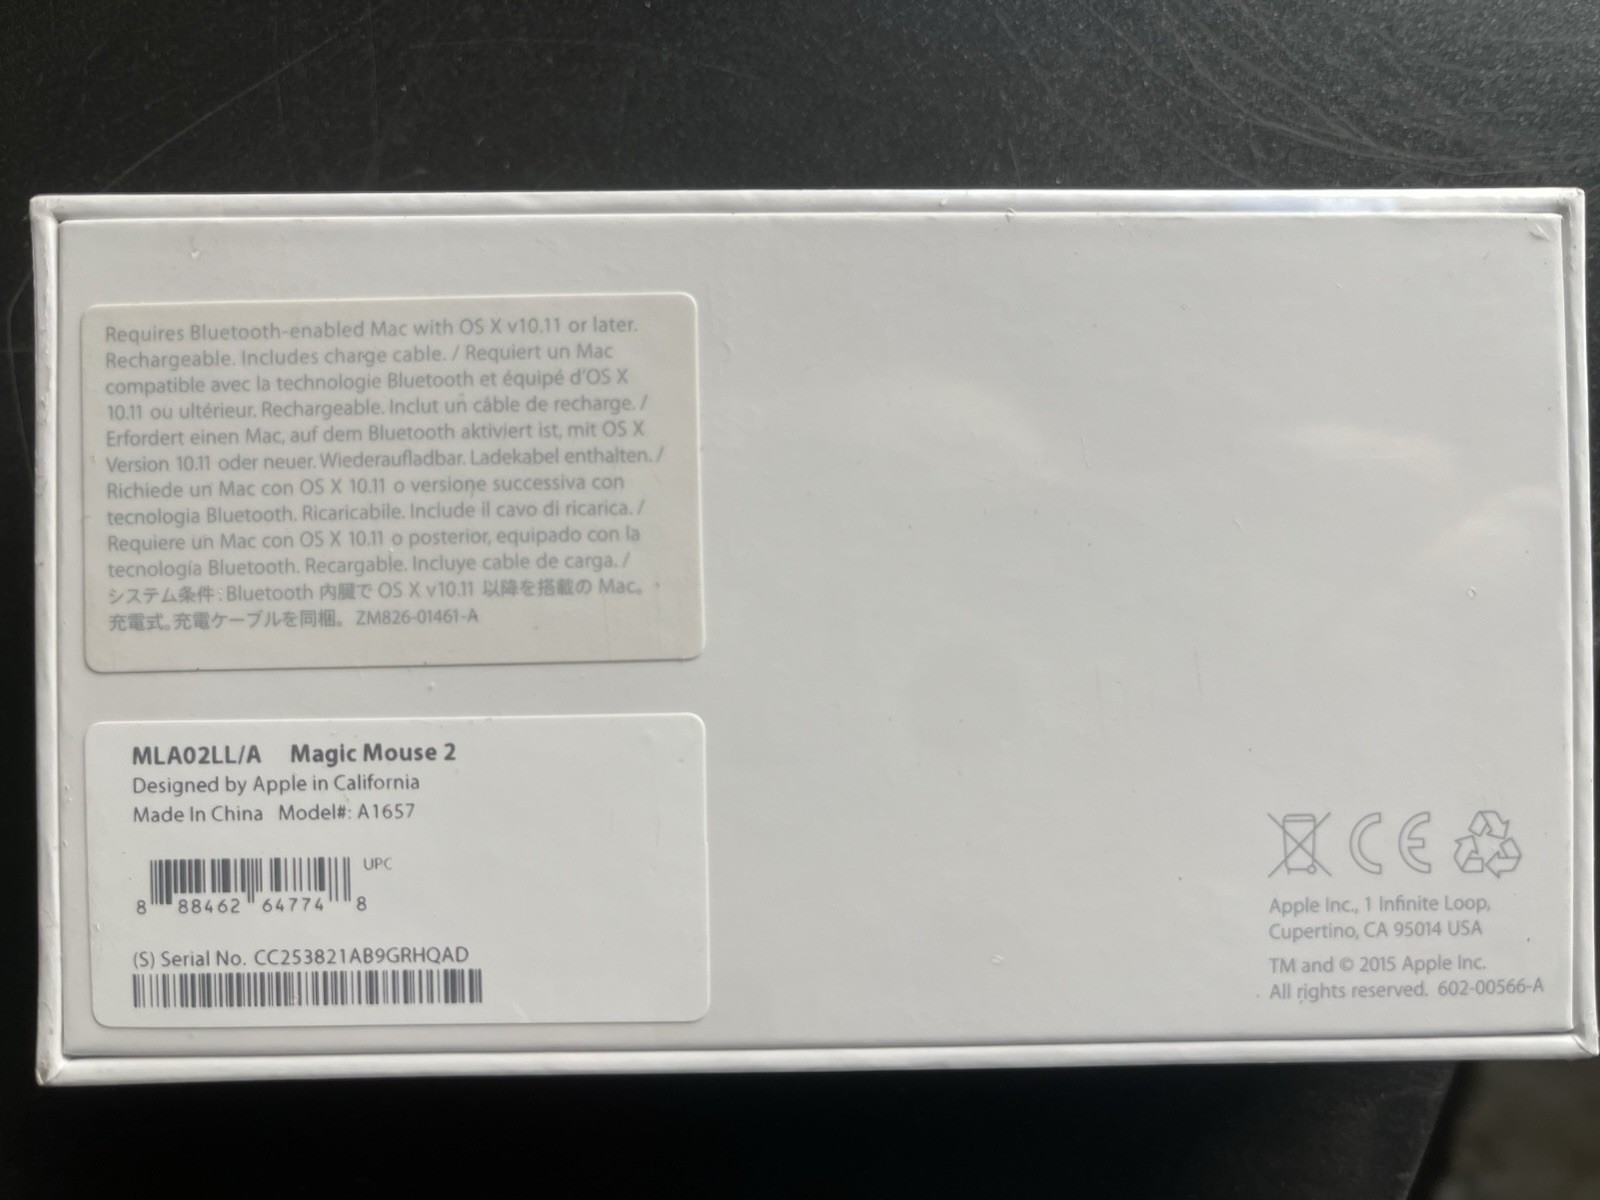 Requires Bluetooth-enabled Mac with OS X v10.11 or later.
Rechargeable. Includes charge cable. / Requiert un Mac
compatible avec la technologie Bluetooth et équipé d'OS X
10.11 ou ultérieur. Rechargeable. Inclut un câble de recharge. /
Erfordert einen Mac, auf dem Bluetooth aktiviert ist, mit OS X
Version 10.11 oder neuer. Wiederaufladbar. Ladekabel enthalten. /
Richiede un Mac con OS X 10.11 o versione successiva con
tecnologia Bluetooth. Ricaricabile. Include il cavo di ricarica. /
Requiere un Mac con OS X 10.11 o posterior, equipado con la
tecnología Bluetooth. Recargable. Incluye cable de carga. /
システム条件：Bluetooth 内臓で OS X v10.11 以降を搭載の Mac。
充電式。充電ケーブルを同梱。 ZM826-01461-A
MLA02LL/A Magic Mouse 2
Designed by Apple in California
Made In China Model#: A1657
UPC
8 88462 64774 8
(S) Serial No. CC253821AB9GRHQAD
CE
Apple Inc., 1 Infinite Loop,
Cupertino, CA 95014 USA
TM and © 2015 Apple Inc.
All rights reserved. 602-00566-A